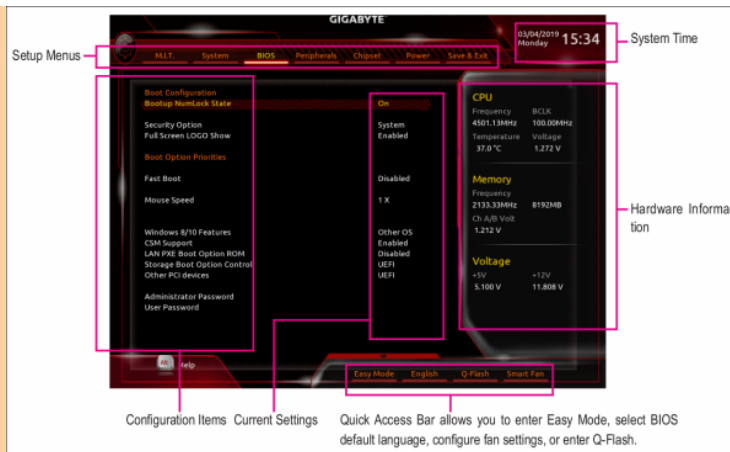 GIGABYTE
03/04/2019
Monday
15:34
System Time
Setup Menus
M.I.T. System BIOS Peripherals Chipset Power Save & Exit
Boot Configuration
Bootup NumLock State On
Security Option System
Full Screen LOGO Show Enabled
Boot Option Priorities
Fast Boot Disabled
Mouse Speed 1 X
Windows 8/10 Features Other OS
CSM Support Enabled
LAN PXE Boot Option ROM Disabled
Storage Boot Option Control UEFI
Other PCI devices UEFI
Administrator Password
User Password
CPU
Frequency BCLK
4501.13MHz 100.00MHz
Temperature Voltage
37.0 °C 1.272 V
Memory
Frequency
2133.33MHz 8192MB
Ch A/B Volt
1.212 V
Voltage
+5V +12V
5.100 V 11.808 V
Hardware Informa-
tion
Alt Help
Easy Mode English Q-Flash Smart Fan
Configuration Items Current Settings
Quick Access Bar allows you to enter Easy Mode, select BIOS
default language, configure fan settings, or enter Q-Flash.